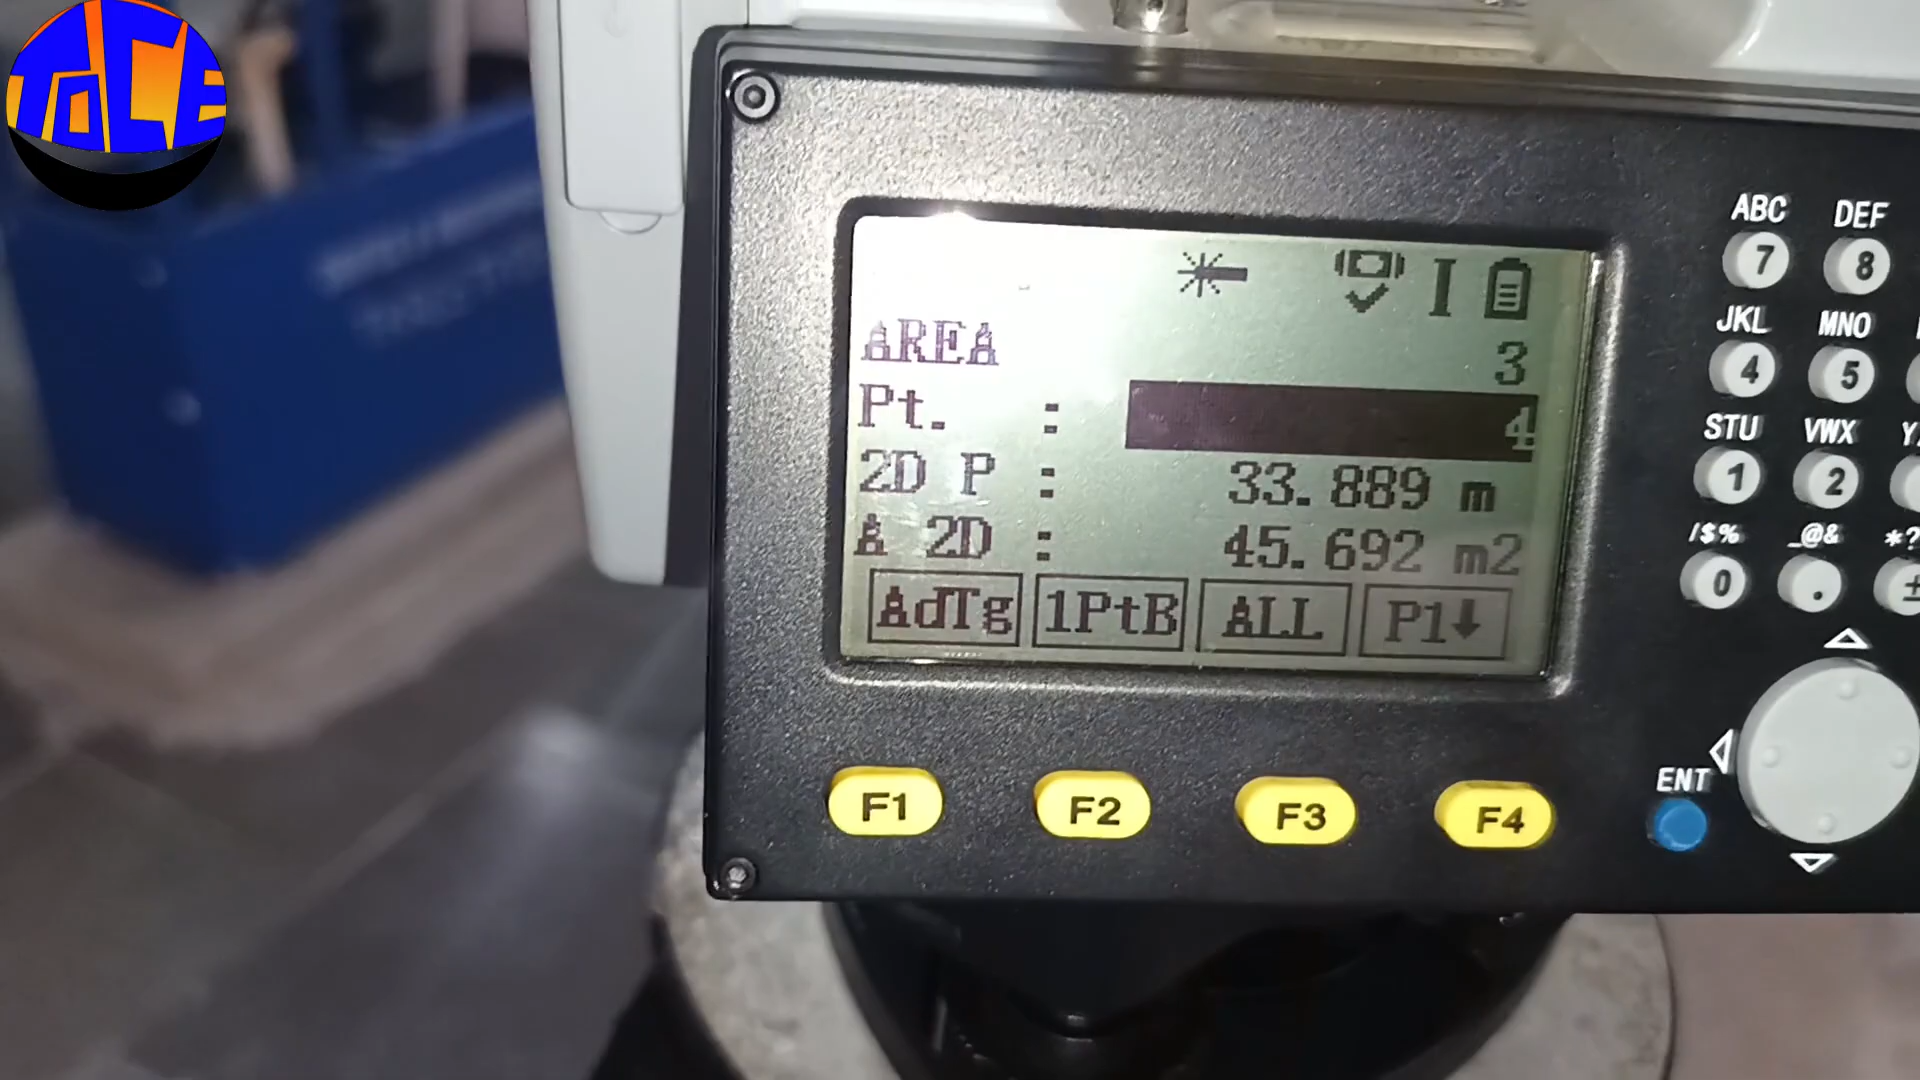 TOLCE
AREA 3
Pt. : 4
2D P : 33.889 m
A 2D : 45.692 m2
AdTg 1PtB ALL P1↓
F1 F2 F3 F4
ABC DEF
7 8
JKL MNO
4 5
STU VWX
1 2
/$% _@& *?
0 . ±
ENT